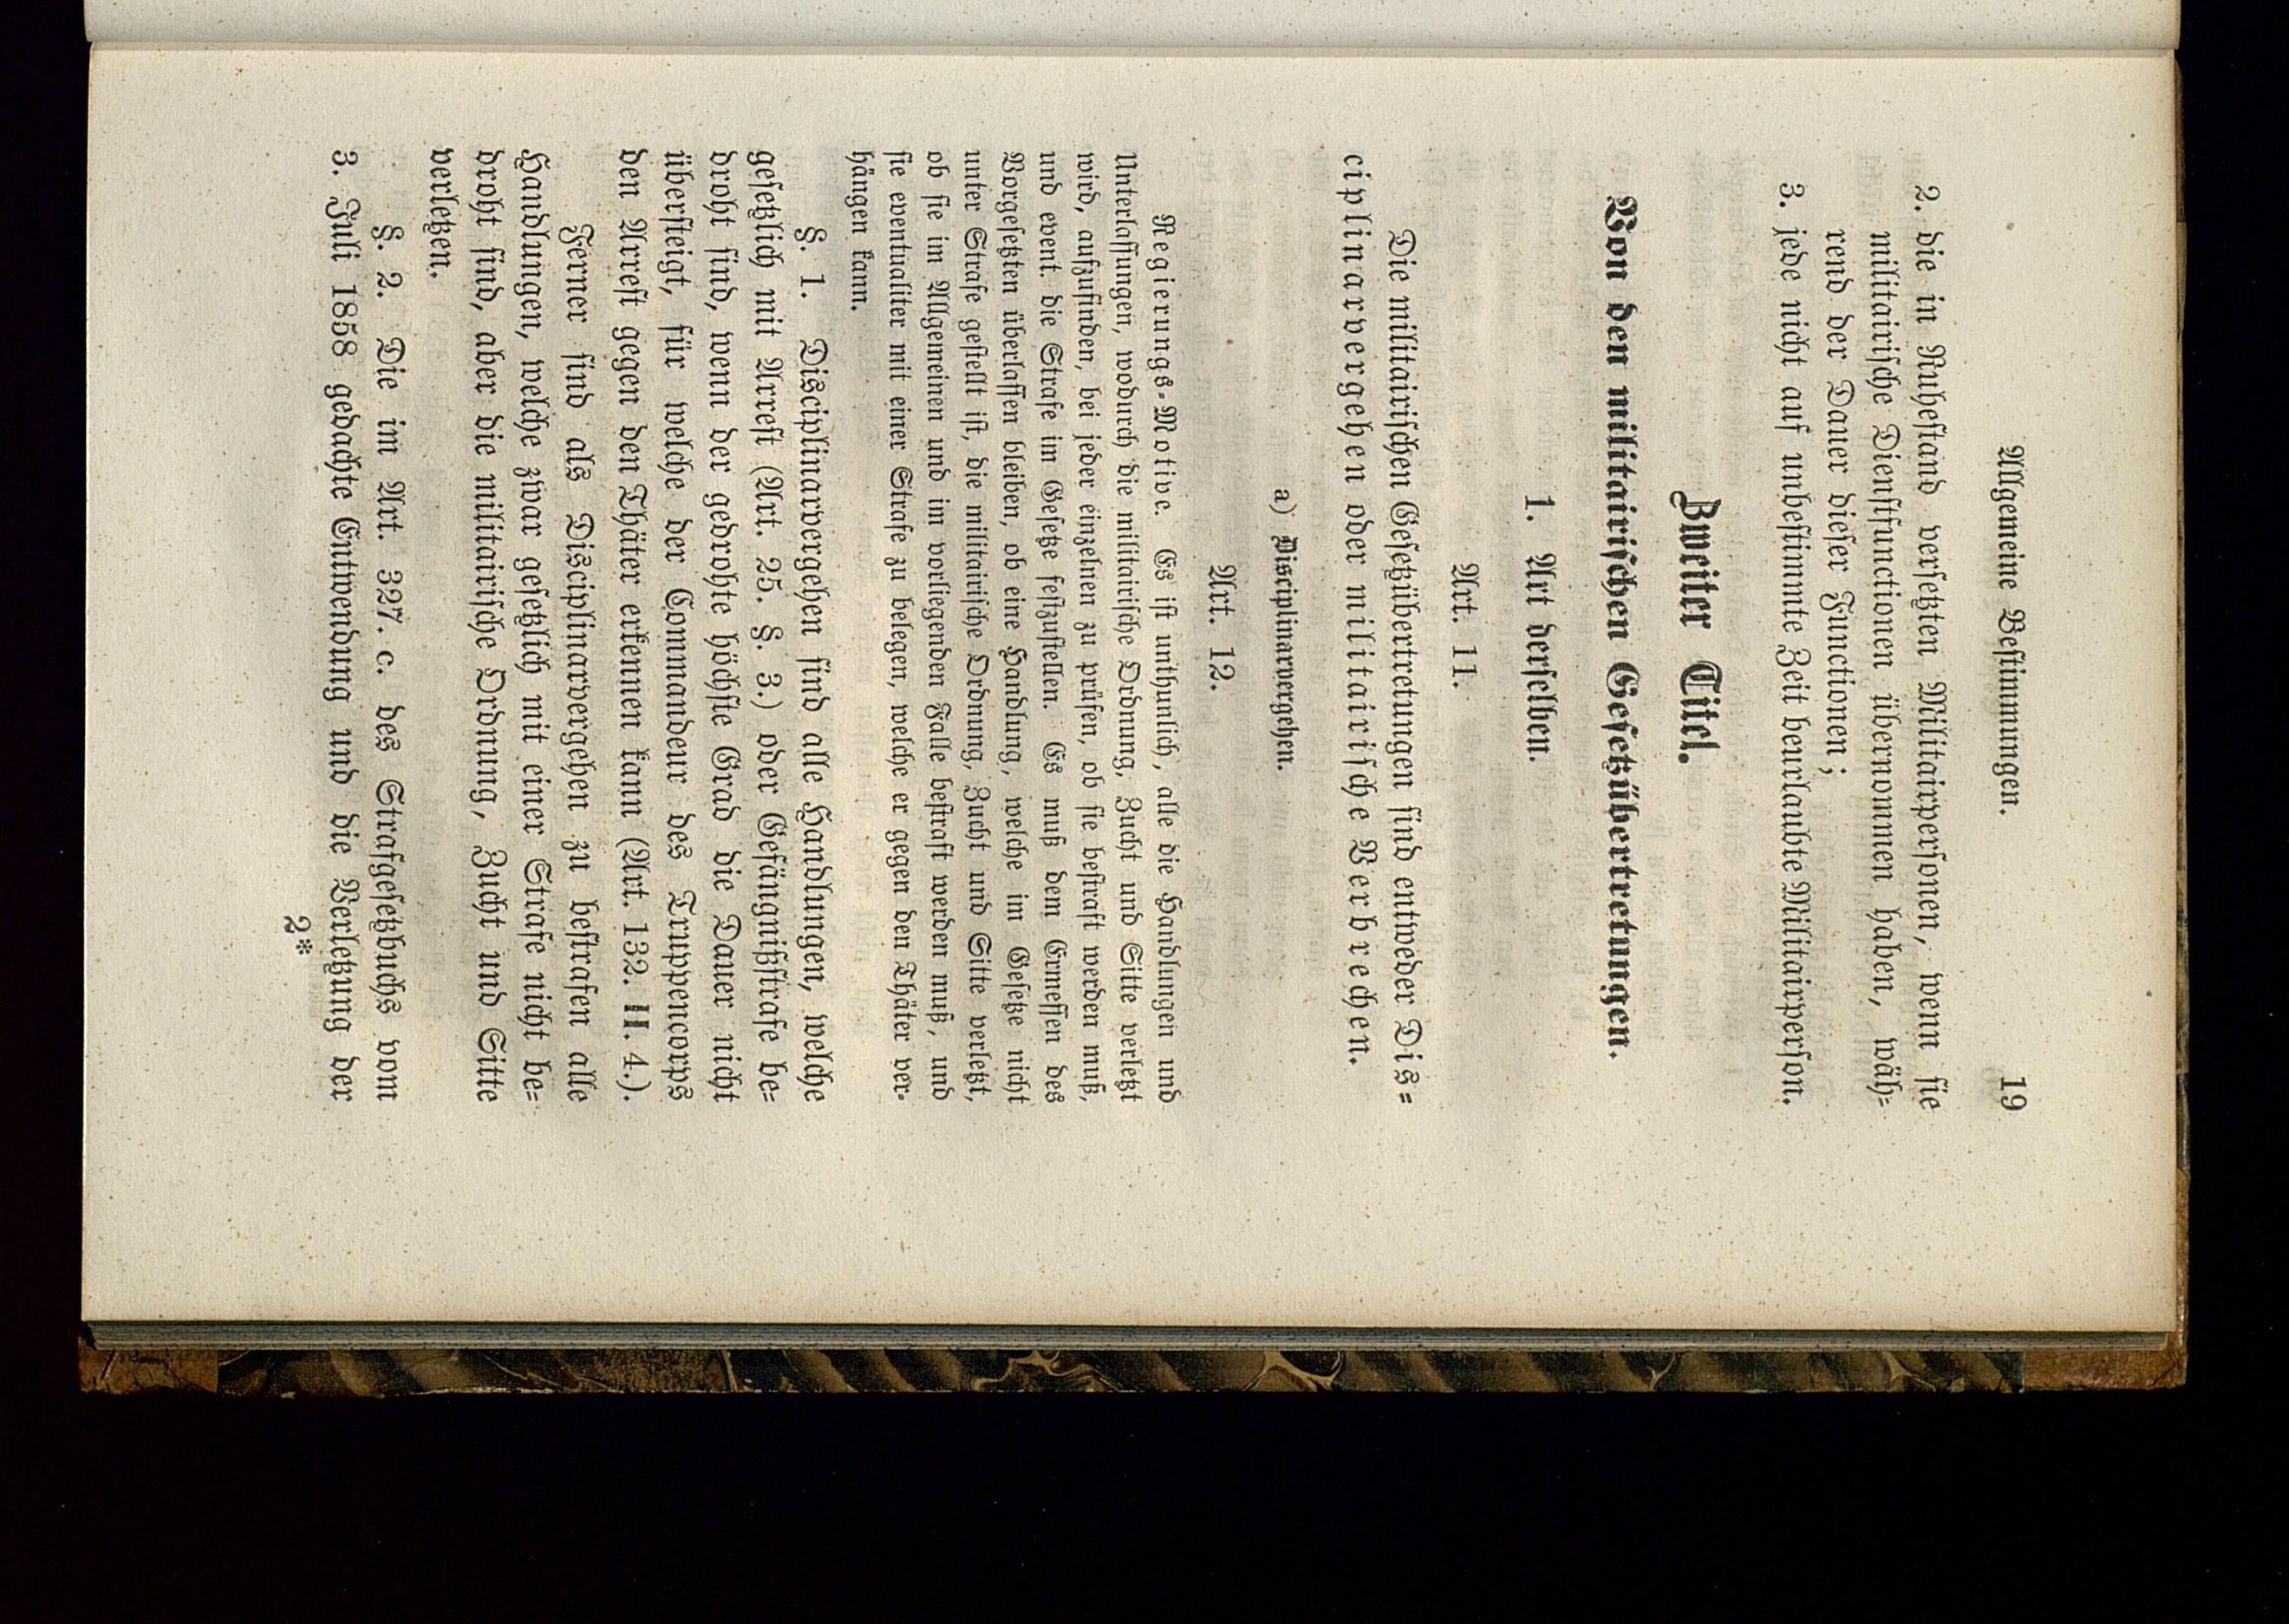 Allgemeine Bestimmungen. 19
2. die in Ruhestand versetzten Militairpersonen, wenn sie
militairische Dienstfunctionen übernommen haben, wäh-
rend der Dauer dieser Functionen;
3. jede nicht auf unbestimmte Zeit beurlaubte Militairperson.
Zweiter Titel.
Von den militairischen Gesetzübertretungen.
1. Art derselben.
Art. 11.
Die militairischen Gesetzübertretungen sind entweder Dis-
ciplinarvergehen oder militairische Verbrechen.
a) Disciplinarvergehen.
Art. 12.
Regierungs-Motive. Es ist unthunlich, alle die Handlungen und
Unterlassungen, wodurch die militairische Ordnung, Zucht und Sitte verletzt
wird, aufzufinden, bei jeder einzelnen zu prüfen, ob sie bestraft werden muß,
und event. die Strafe im Gesetze festzustellen. Es muß dem Ermessen des
Vorgesetzten überlassen bleiben, ob eine Handlung, welche im Gesetze nicht
unter Strafe gestellt ist, die militairische Ordnung, Zucht und Sitte verletzt,
ob sie im Allgemeinen und im vorliegenden Falle bestraft werden muß, und
sie eventualiter mit einer Strafe zu belegen, welche er gegen den Thäter ver-
hängen kann.
§. 1. Disciplinarvergehen sind alle Handlungen, welche
gesetzlich mit Arrest (Art. 25. §. 3.) oder Gefängnißstrafe be-
droht sind, wenn der gedrohte höchste Grad die Dauer nicht
übersteigt, für welche der Commandeur des Truppencorps
den Arrest gegen den Thäter erkennen kann (Art. 132. II. 4.).
Ferner sind als Disciplinarvergehen zu bestrafen alle
Handlungen, welche zwar gesetzlich mit einer Strafe nicht be-
droht sind, aber die militairische Ordnung, Zucht und Sitte
verletzen.
§. 2. Die im Art. 327. c. des Strafgesetzbuchs vom
3. Juli 1858 gedachte Entwendung und die Verletzung der
2*